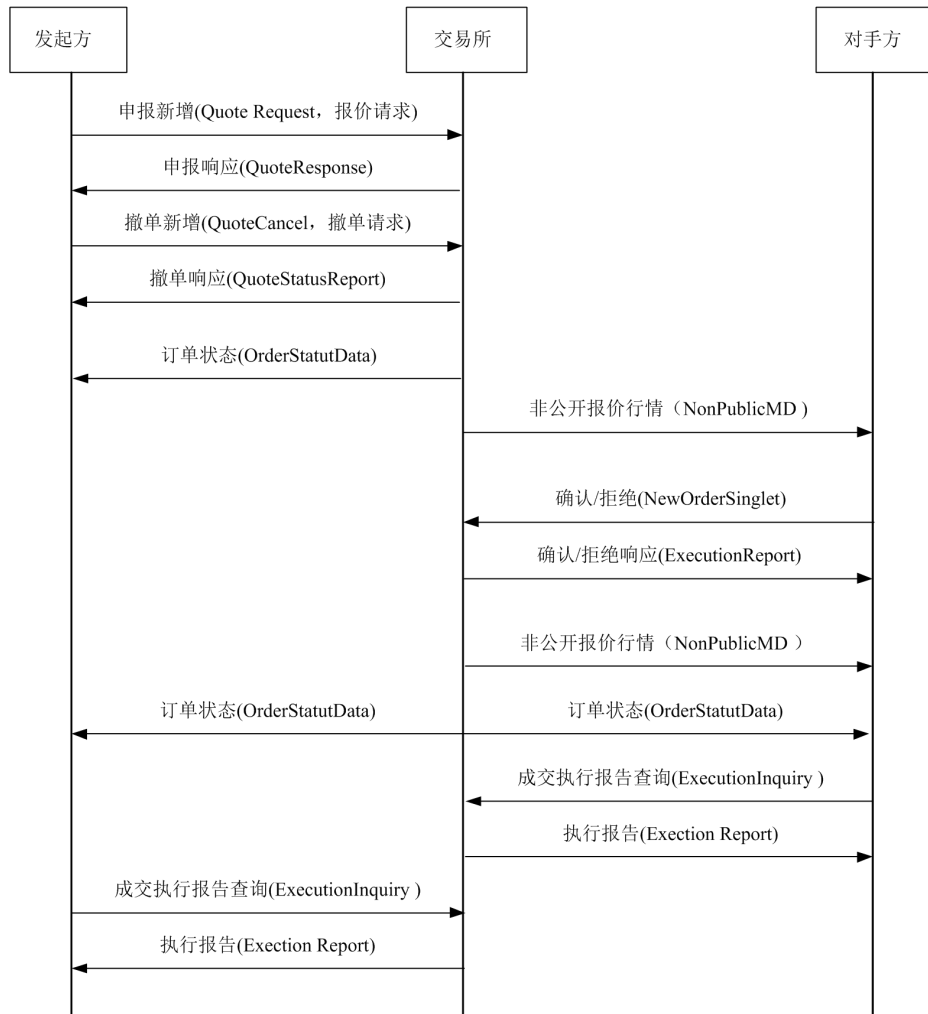 发起方
交易所
对手方
申报新增(Quote Request，报价请求)
申报响应(QuoteResponse)
撤单新增(QuoteCancel，撤单请求)
撤单响应(QuoteStatusReport)
订单状态(OrderStatutData)
非公开报价行情（NonPublicMD )
确认/拒绝(NewOrderSinglet)
确认/拒绝响应(ExecutionReport)
非公开报价行情（NonPublicMD ）
订单状态(OrderStatutData)
订单状态(OrderStatutData)
成交执行报告查询(ExecutionInquiry )
执行报告(Exection Report)
成交执行报告查询(ExecutionInquiry )
执行报告(Exection Report)